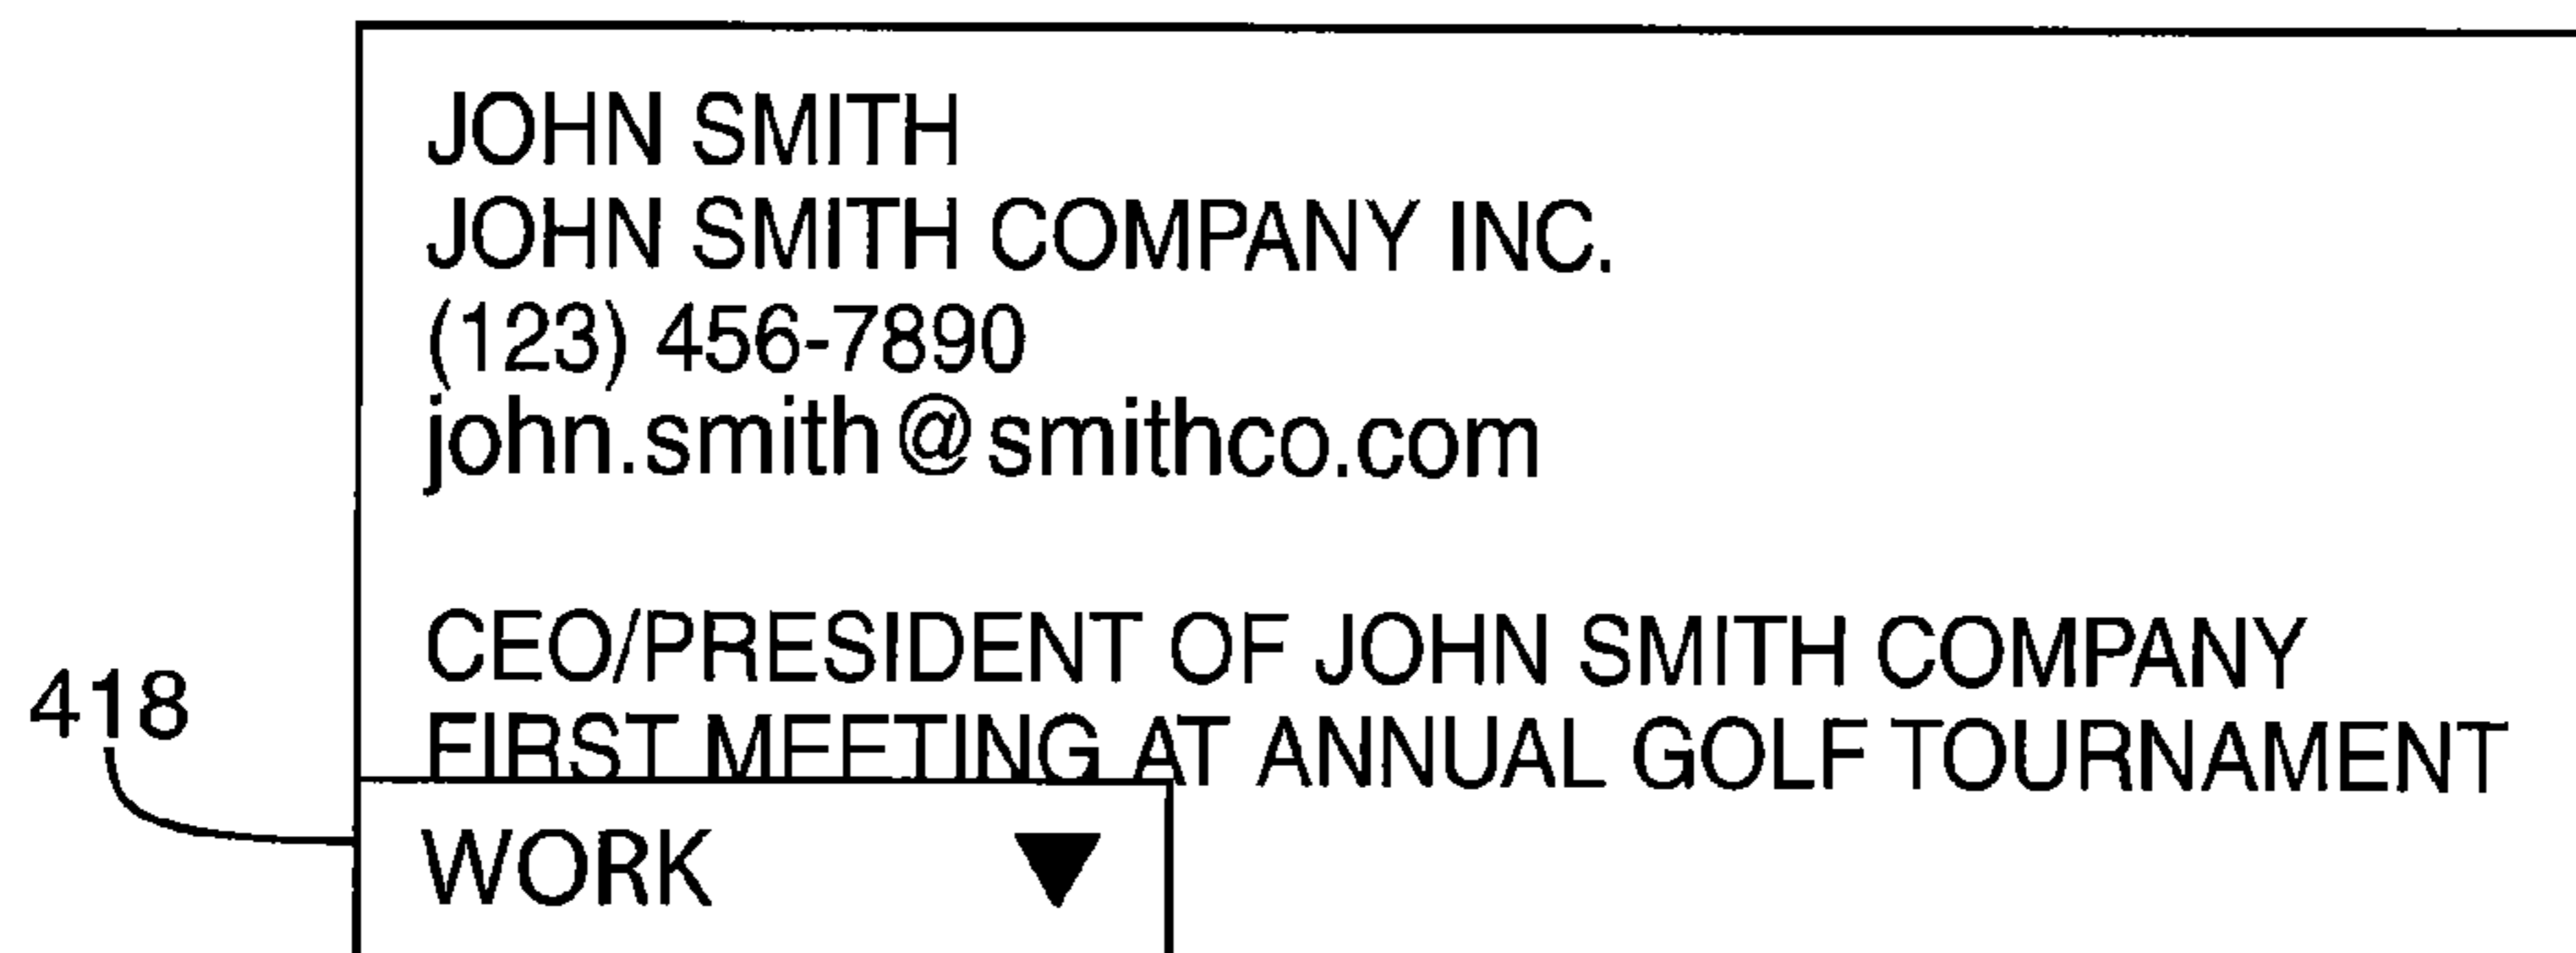 JOHN SMITH
JOHN SMITH COMPANY INC.
(123) 456-7890
john.smith@smithco.com
CEO/PRESIDENT OF JOHN SMITH COMPANY
FIRST MEETING AT ANNUAL GOLF TOURNAMENT
418
WORK